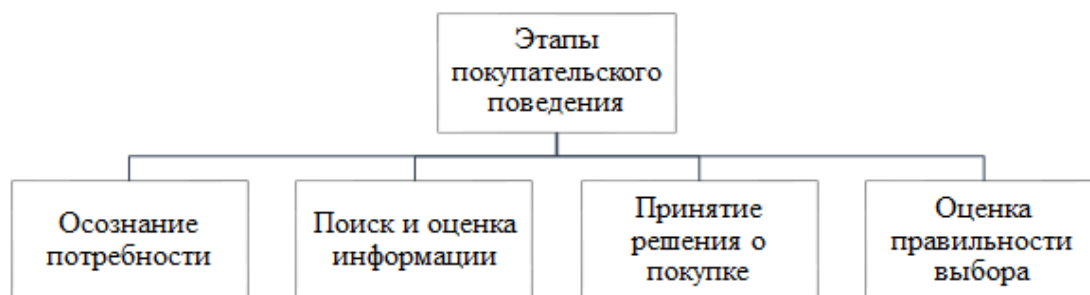 Этапы
покупательского
поведения
Осознание
потребности
Поиск и оценка
информации
Принятие
решения о
покупке
Оценка
правильности
выбора